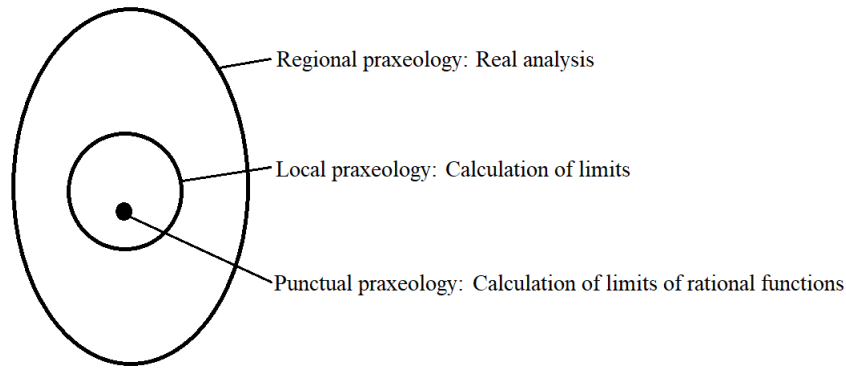 Regional praxeology: Real analysis
Local praxeology: Calculation of limits
Punctual praxeology: Calculation of limits of rational functions